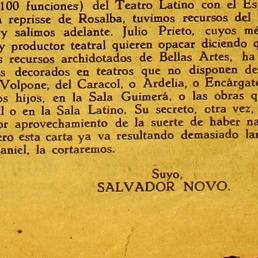 100 funciones) del Teatro Latino con el Es
reprisse de Rosalba, tuvimos recursos del
y salimos adelante. Julio Prieto, cuyos mé
y productor teatral quieren opacar diciendo q
s recursos archidotados de Bellas Artes, ha
s decorados en teatros que no disponen de
Volpone, del Caracol, o Ardelia, o Encárgate
os hijos, en la Sala Guimerá, o las obras q
l o en la Sala Latino. Su secreto, otra vez,
or aprovechamiento de la suerte de haber na
ero esta carta ya va resultando demasiado lar
aniel, la cortaremos.
Suyo,
SALVADOR NOVO.